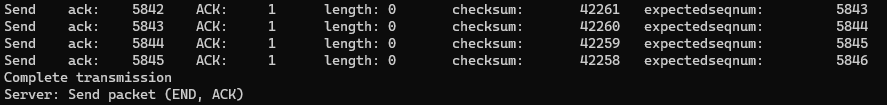 Send    ack:    5842    ACK:    1    length: 0    checksum:    42261    expectedseqnum:    5843
Send    ack:    5843    ACK:    1    length: 0    checksum:    42260    expectedseqnum:    5844
Send    ack:    5844    ACK:    1    length: 0    checksum:    42259    expectedseqnum:    5845
Send    ack:    5845    ACK:    1    length: 0    checksum:    42258    expectedseqnum:    5846
Complete transmission
Server: Send packet (END, ACK)